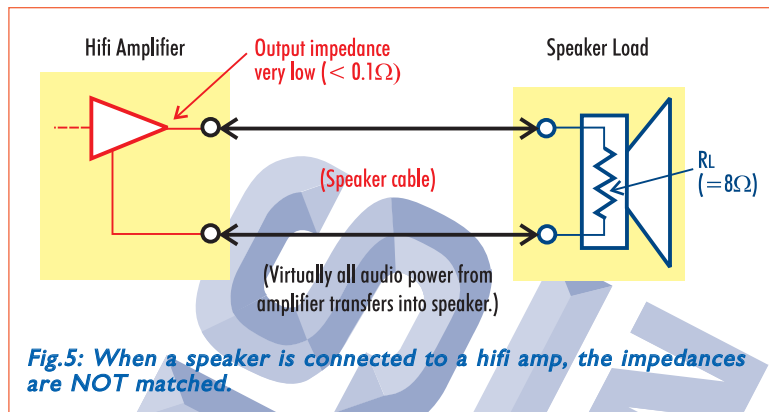 Hifi Amplifier
Output impedance
very low (< 0.1Ω)
Speaker Load
(Speaker cable)
RL
(=8Ω)
(Virtually all audio power from
amplifier transfers into speaker.)
Fig.5: When a speaker is connected to a hifi amp, the impedances
are NOT matched.